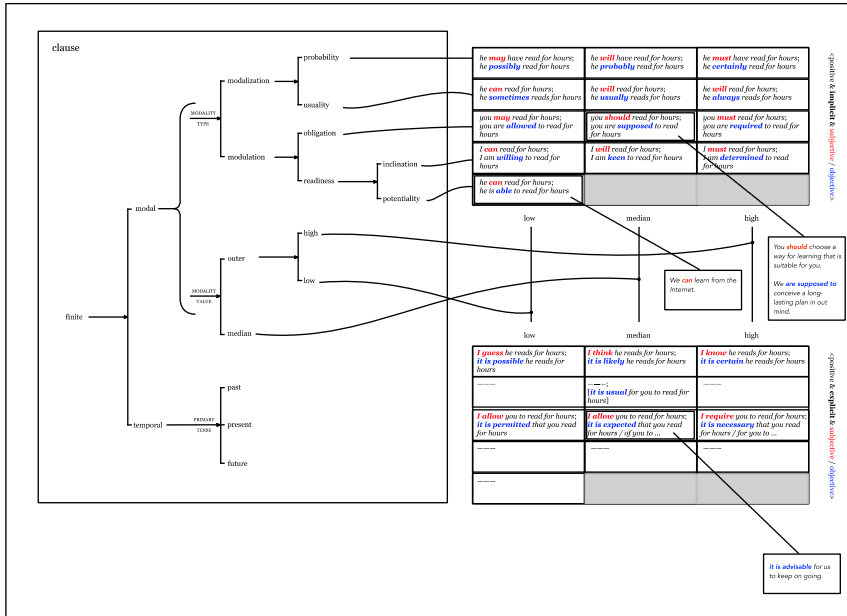 clause
probability
modalization
usuality
MODALITY
TYPE
obligation
modulation
inclination
readiness
potentiality
modal
high
outer
low
MODALITY
VALUE
finite
median
past
temporal
PRIMARY
TENSE
present
future
he may have read for hours;
he possibly read for hours
he will have read for hours;
he probably read for hours
he must have read for hours;
he certainly read for hours
he can read for hours;
he sometimes reads for hours
he will read for hours;
he usually reads for hours
he will read for hours;
he always reads for hours
you may read for hours;
you are allowed to read for
hours
you should read for hours;
you are supposed to read
for hours
you must read for hours;
you are required to read for
hours
I can read for hours;
I am willing to read for
hours
I will read for hours;
I am keen to read for hours
I must read for hours;
I am determined to read
for hours
he can read for hours;
he is able to read for hours
<positive & implicit & subjective / objective>
low
median
high
You should choose a
way for learning that is
suitable for you.
We are supposed to
conceive a long-
lasting plan in out
mind.
We can learn from the
Internet.
low
median
high
I guess he reads for hours;
it is possible he reads for
hours
I think he reads for hours;
it is likely he reads for hours
I know he reads for hours;
it is certain he reads for hours
———
———;
[it is usual for you to read for
hours]
———
I allow you to read for hours;
it is permitted that you read
for hours
I allow you to read for hours;
it is expected that you read
for hours / of you to ...
I require you to read for hours;
it is necessary that you read
for hours / for you to ...
———
———
———
———
<positive & explicit & subjective / objective>
it is advisable for us
to keep on going.